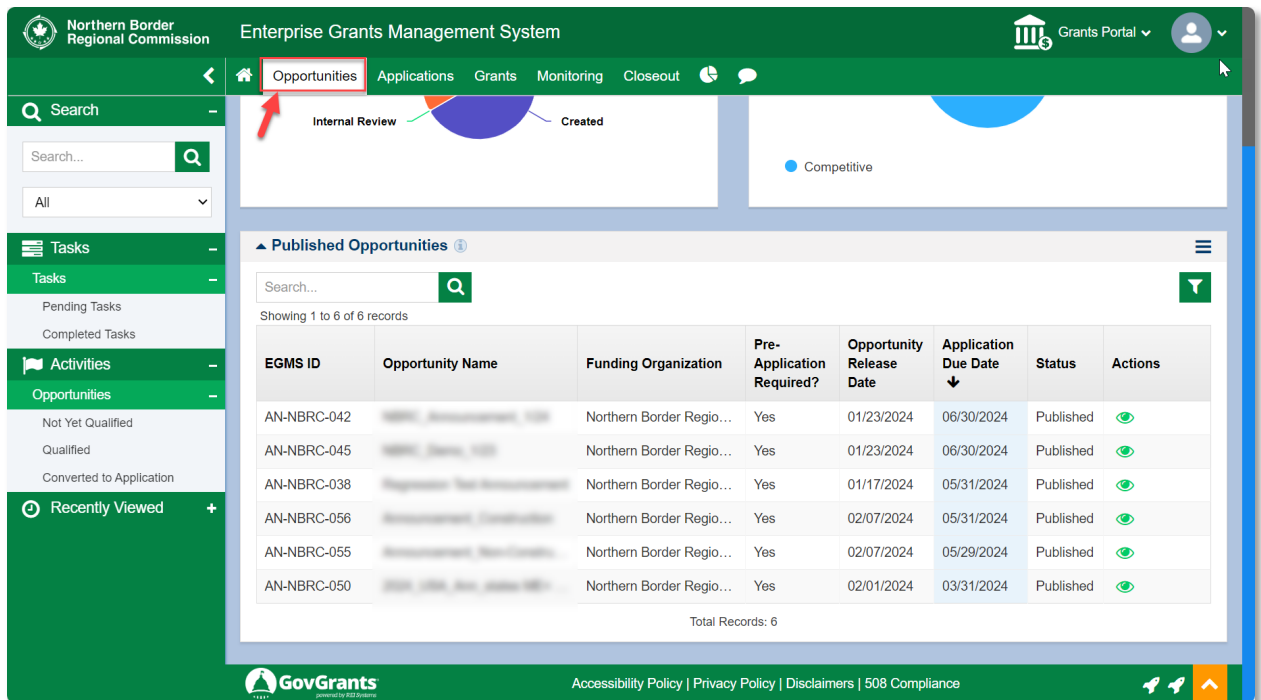 Northern Border
Regional Commission
Enterprise Grants Management System
Grants Portal
Opportunities Applications Grants Monitoring Closeout
Search
Search...
All
Tasks
Tasks
Pending Tasks
Completed Tasks
Activities
Opportunities
Not Yet Qualified
Qualified
Converted to Application
Recently Viewed
Internal Review
Created
Competitive
Published Opportunities
Search...
Showing 1 to 6 of 6 records
EGMS ID Opportunity Name Funding Organization Pre-Application Required? Opportunity Release Date Application Due Date Status Actions
AN-NBRC-042 Northern Border Regio... Yes 01/23/2024 06/30/2024 Published
AN-NBRC-045 Northern Border Regio... Yes 01/23/2024 06/30/2024 Published
AN-NBRC-038 Northern Border Regio... Yes 01/17/2024 05/31/2024 Published
AN-NBRC-056 Northern Border Regio... Yes 02/07/2024 05/31/2024 Published
AN-NBRC-055 Northern Border Regio... Yes 02/07/2024 05/29/2024 Published
AN-NBRC-050 Northern Border Regio... Yes 02/01/2024 03/31/2024 Published
Total Records: 6
GovGrants
powered by REI Systems
Accessibility Policy | Privacy Policy | Disclaimers | 508 Compliance